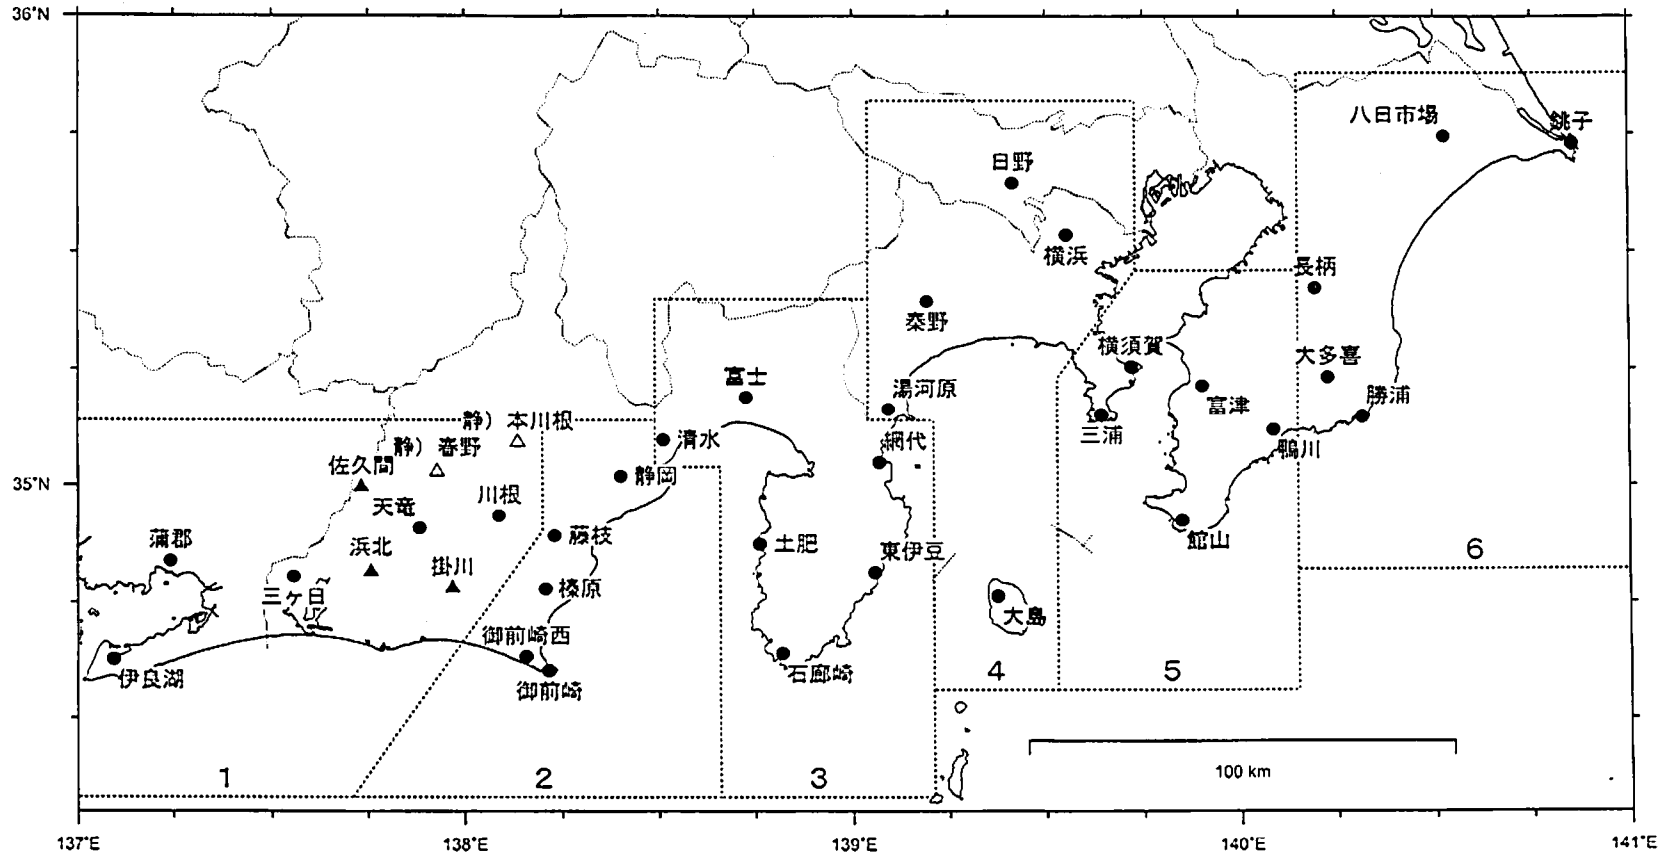 36°N
八日市場
銚子
日野
横浜
長柄
秦野
横須賀
大多喜
富士
湯河原
富津
勝浦
静）本川根
清水
三浦
静）春野
網代
鴨川
佐久間
35°N
静岡
川根
天竜
蒲郡
浜北
藤枝
土肥
東伊豆
館山
6
掛川
三ヶ日
榛原
大島
御前崎西
伊良湖
石廊崎
4
5
御前崎
1
2
3
100 km
137°E
138°E
139°E
140°E
141°E